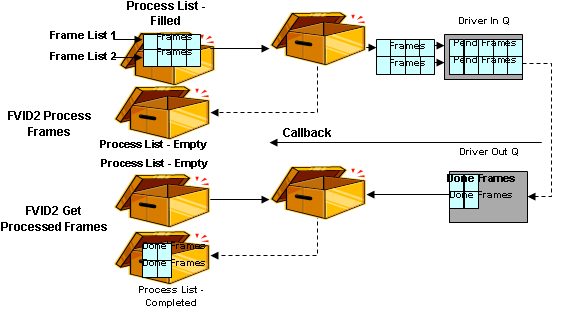 Process List -
Filled
Driver In Q
Frame List 1
Frames
Frames
Pend Frames
Frame List 2
Frames
Frames
Pend Frames
FVID2 Process
Frames
Process List - Empty
Callback
Driver Out Q
Process List - Empty
Done Frames
Done Frames
FVID2 Get
Processed Frames
Done Frames
Done Frames
Process List -
Completed